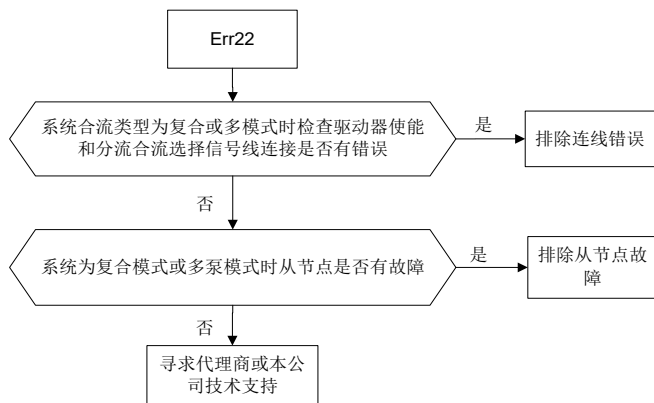 Err22
系统合流类型为复合或多模式时检查驱动器使能
和分流合流选择信号线连接是否有错误
是
排除连线错误
否
系统为复合模式或多泵模式时从节点是否有故障
是
排除从节点故
障
否
寻求代理商或本公
司技术支持